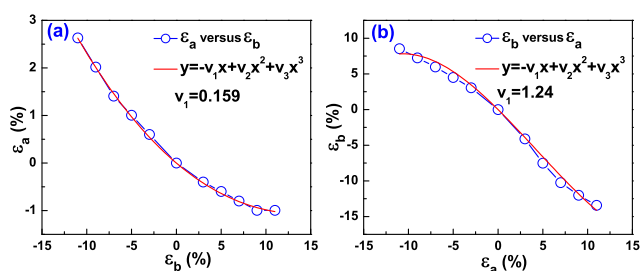 (a)
εa versus εb
y=-v1x+v2x²+v3x³
v1=0.159
3
2
1
0
-1
εa (%)
-15 -10 -5 0 5 10 15
εb (%)
(b)
εb versus εa
y=-v1x+v2x²+v3x³
v1=1.24
15
10
5
0
-5
-10
-15
εb (%)
-15 -10 -5 0 5 10 15
εa (%)